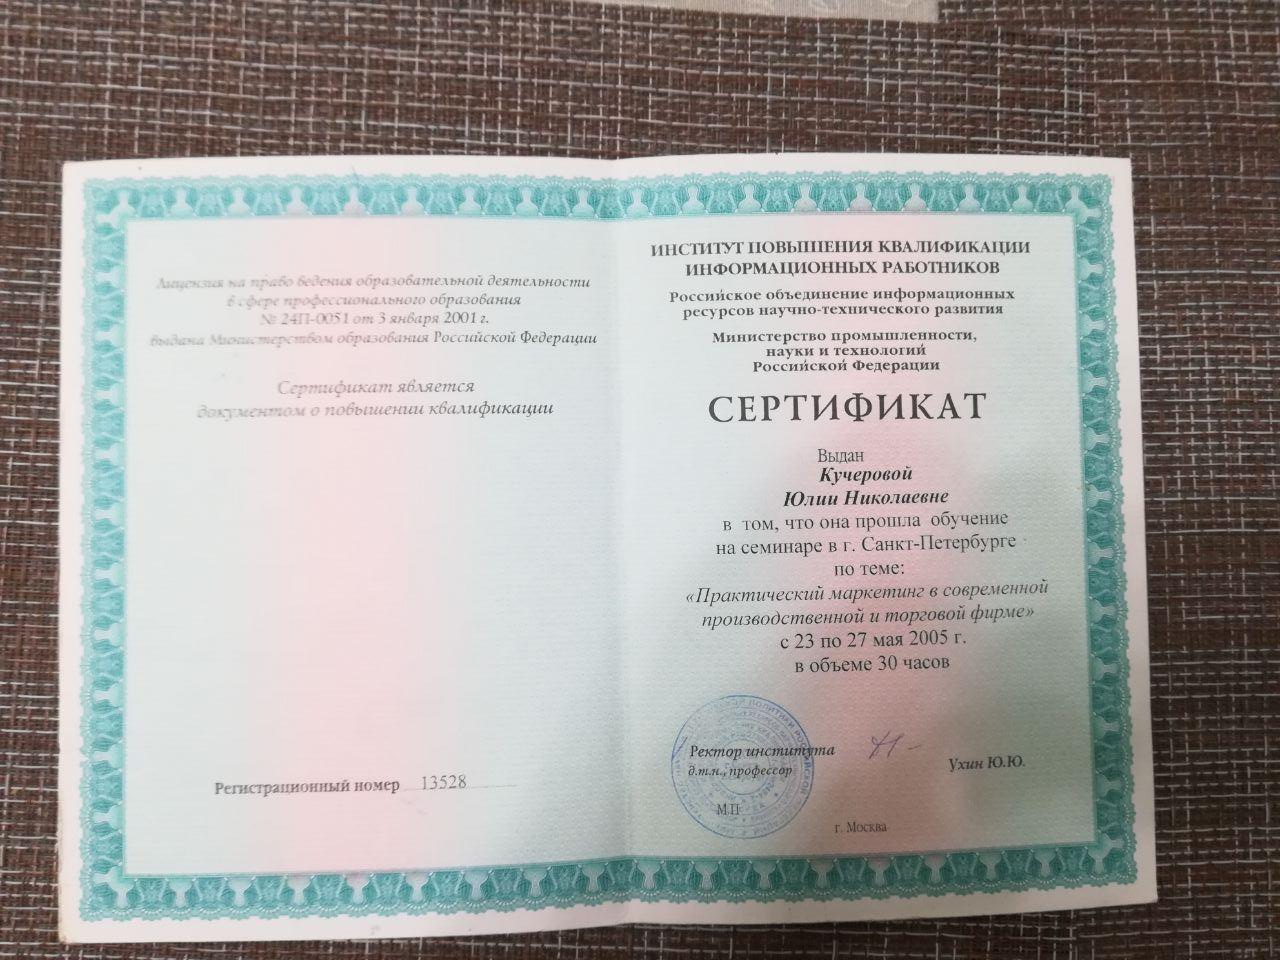 Лицензия на право ведения образовательной деятельности
в сфере профессионального образования
№ 24П-0051 от 3 января 2001 г.
выдана Министерством образования Российской Федерации
Сертификат является
документом о повышении квалификации
Регистрационный номер 13528
ИНСТИТУТ ПОВЫШЕНИЯ КВАЛИФИКАЦИИ
ИНФОРМАЦИОННЫХ РАБОТНИКОВ
Российское объединение информационных
ресурсов научно-технического развития
Министерство промышленности,
науки и технологий
Российской Федерации
СЕРТИФИКАТ
Выдан
Кучеровой
Юлии Николаевне
в том, что она прошла обучение
на семинаре в г. Санкт-Петербурге
по теме:
«Практический маркетинг в современной
производственной и торговой фирме»
с 23 по 27 мая 2005 г.
в объеме 30 часов
Ректор института
д.т.н., профессор
Ухин Ю.Ю.
М.П
г. Москва